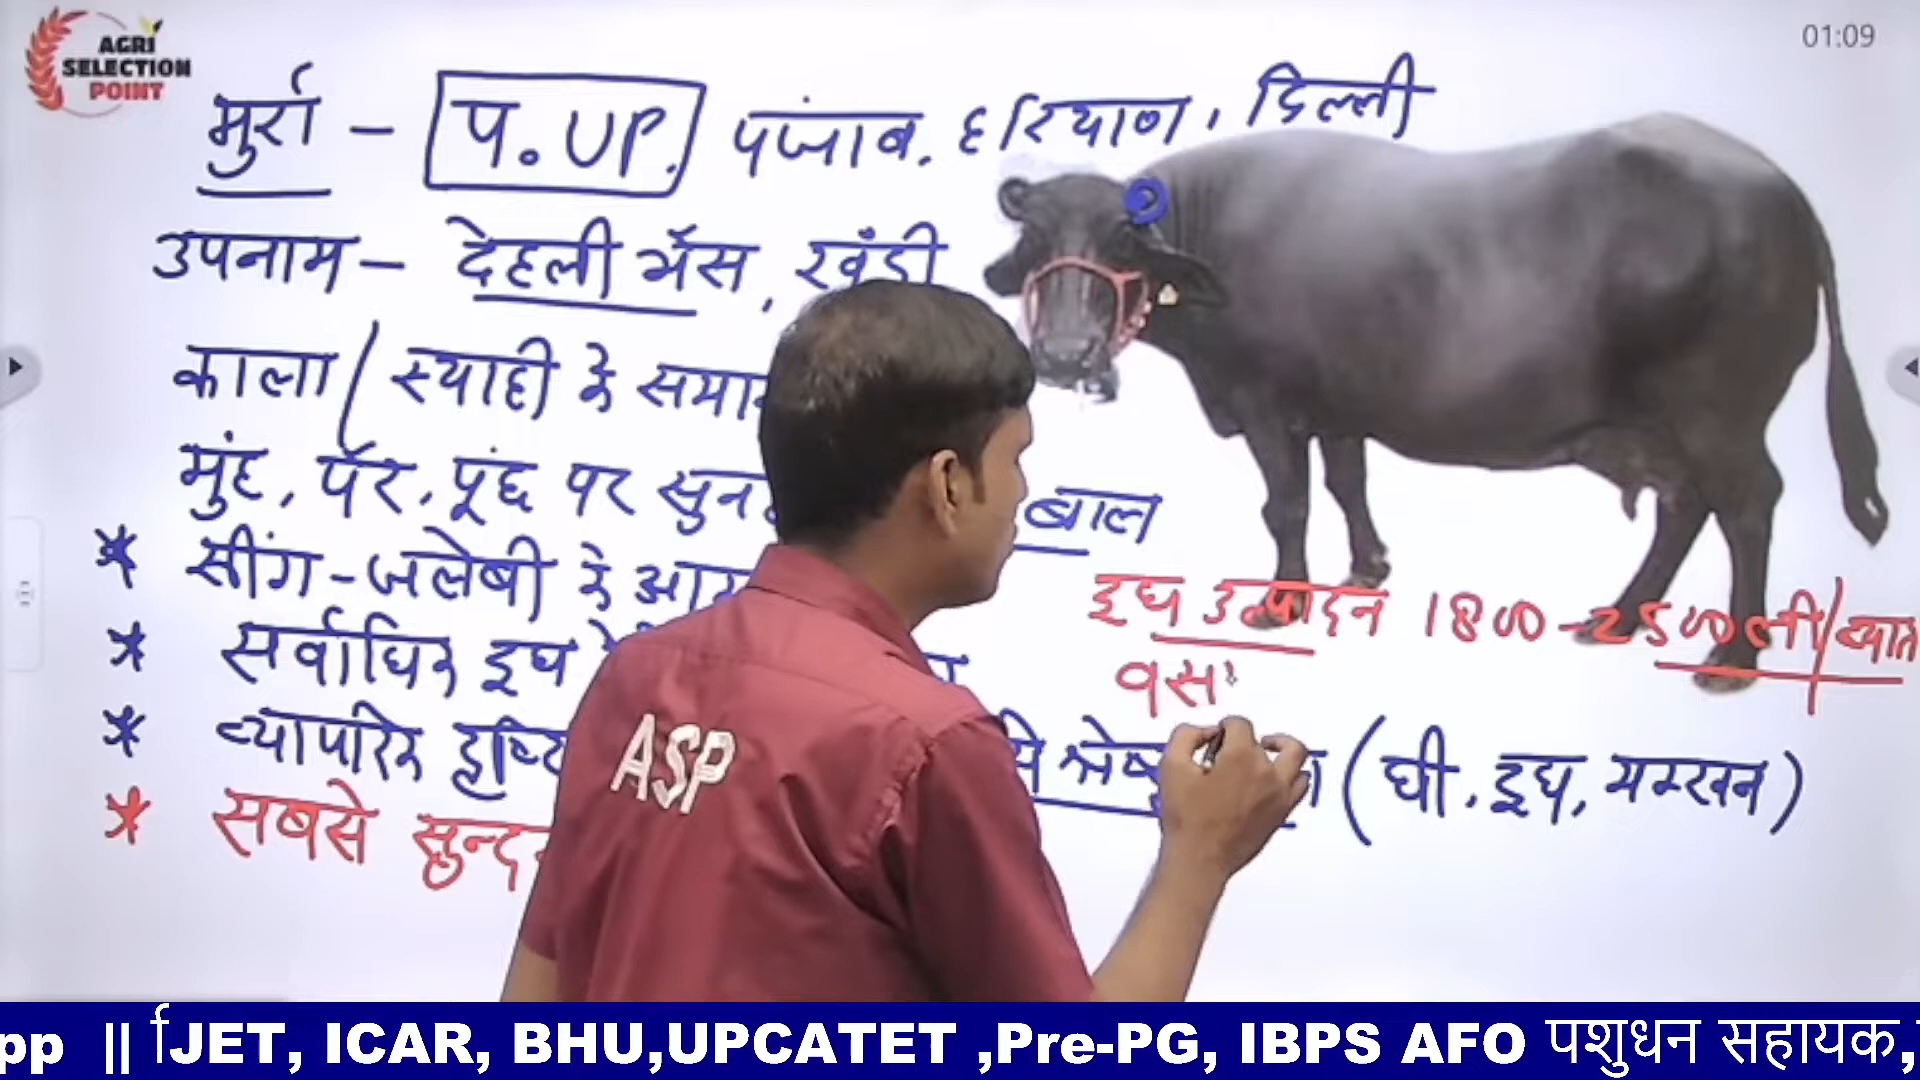 AGRI
SELECTION
POINT
01:09
मुर्रा - प. UP. पंजाब, हरियाणा, दिल्ली
उपनाम - देहली भैंस, खुंडी
काला / स्याही के समान
मुंह, पैर, पूंछ पर सुन बाल
* सींग - जलेबी के आ
* सर्वाधिक दूध
* व्यापारिक दृष्टि से श्रेष्ठ (घी, दूध, मक्खन)
* सबसे सुन्द
दूध उत्पादन 1800-2500 ली/ब्यात
वसा
ASP
pp || JET, ICAR, BHU,UPCATET ,Pre-PG, IBPS AFO पशुधन सहायक,